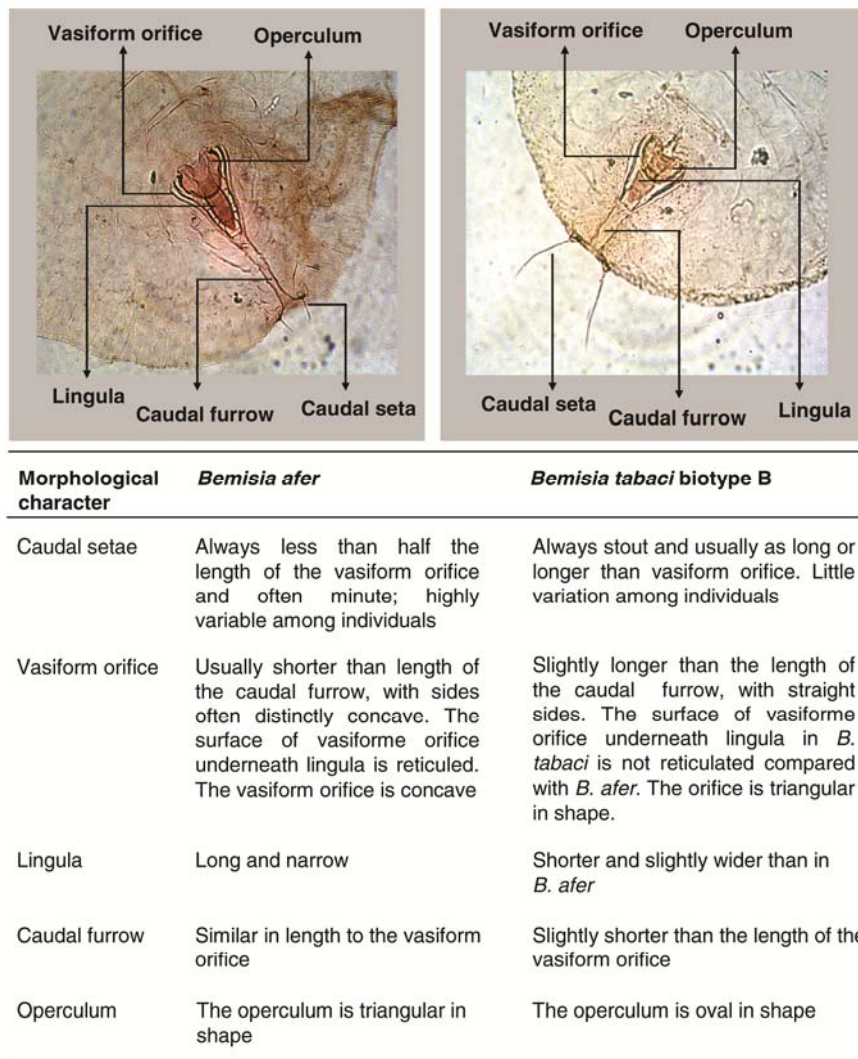 Vasiform orifice Operculum
Lingula
Caudal furrow
Caudal seta
Vasiform orifice Operculum
Caudal seta
Caudal furrow
Lingula
Morphological character
Bemisia afer
Bemisia tabaci biotype B
Caudal setae
Always less than half the
length of the vasiform orifice
and often minute; highly
variable among individuals
Always stout and usually as long or
longer than vasiform orifice. Little
variation among individuals
Vasiform orifice
Usually shorter than length of
the caudal furrow, with sides
often distinctly concave. The
surface of vasiforme orifice
underneath lingula is reticuled.
The vasiform orifice is concave
Slightly longer than the length of
the caudal furrow, with straight
sides. The surface of vasiforme
orifice underneath lingula in B.
tabaci is not reticulated compared
with B. afer. The orifice is triangular
in shape.
Lingula
Long and narrow
Shorter and slightly wider than in
B. afer
Caudal furrow
Similar in length to the vasiform
orifice
Slightly shorter than the length of the
vasiform orifice
Operculum
The operculum is triangular in
shape
The operculum is oval in shape